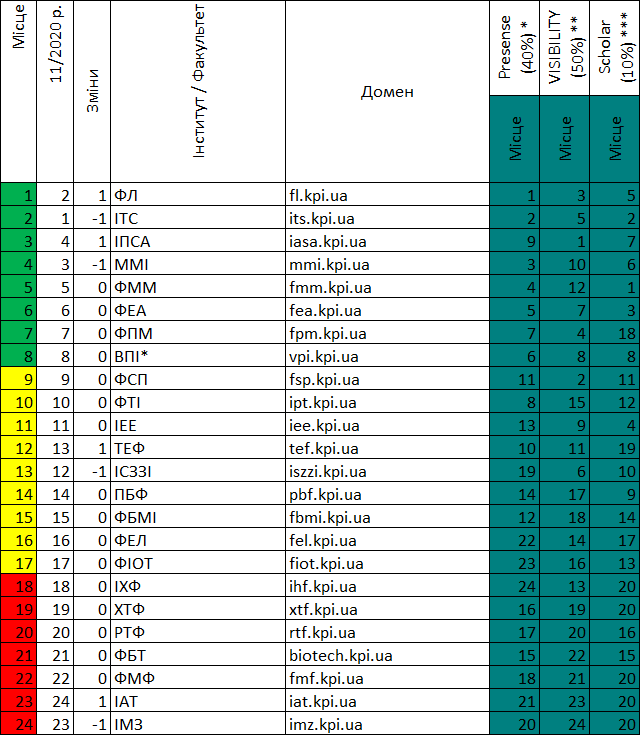 Місце 11/2020 р. Зміни Інститут / Факультет Домен Presense (40%) * VISIBILITY (50%) ** Scholar (10%) ***
Місце Місце Місце
1 2 1 ФЛ fl.kpi.ua 1 3 5
2 1 -1 ІТС its.kpi.ua 2 5 2
3 4 1 ІПСА iasa.kpi.ua 9 1 7
4 3 -1 ММІ mmi.kpi.ua 3 10 6
5 5 0 ФММ fmm.kpi.ua 4 12 1
6 6 0 ФЕА fea.kpi.ua 5 7 3
7 7 0 ФПМ fpm.kpi.ua 7 4 18
8 8 0 ВПІ* vpi.kpi.ua 6 8 8
9 9 0 ФСП fsp.kpi.ua 11 2 11
10 10 0 ФТІ ipt.kpi.ua 8 15 12
11 11 0 ІЕЕ iee.kpi.ua 13 9 4
12 13 1 ТЕФ tef.kpi.ua 10 11 19
13 12 -1 ІСЗЗІ iszzi.kpi.ua 19 6 10
14 14 0 ПБФ pbf.kpi.ua 14 17 9
15 15 0 ФБМІ fbmi.kpi.ua 12 18 14
16 16 0 ФЕЛ fel.kpi.ua 22 14 17
17 17 0 ФІОТ fiot.kpi.ua 23 16 13
18 18 0 ІХФ ihf.kpi.ua 24 13 20
19 19 0 ХТФ xtf.kpi.ua 16 19 20
20 20 0 РТФ rtf.kpi.ua 17 20 16
21 21 0 ФБТ biotech.kpi.ua 15 22 15
22 22 0 ФМФ fmf.kpi.ua 18 21 20
23 24 1 ІАТ iat.kpi.ua 21 23 20
24 23 -1 ІМЗ imz.kpi.ua 20 24 20